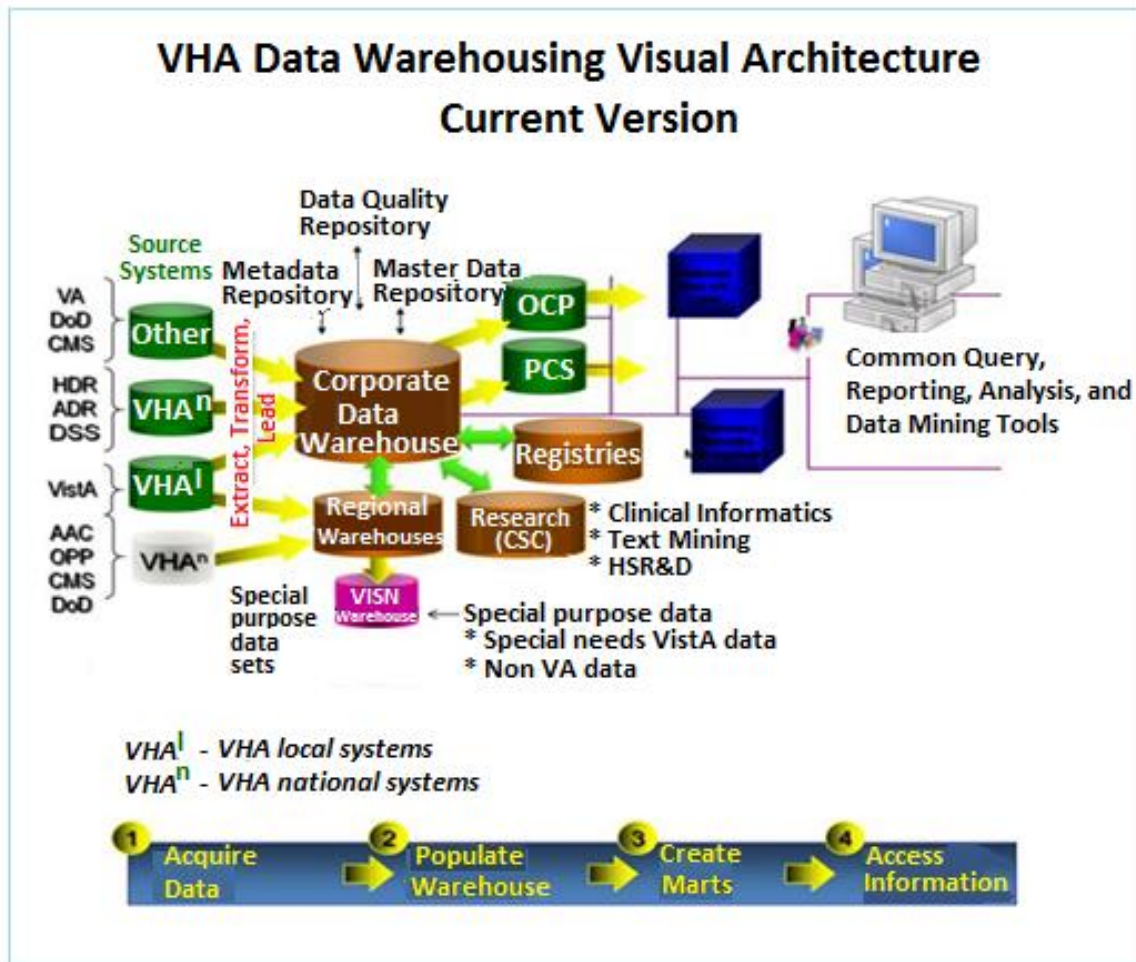 VHA Data Warehousing Visual Architecture
Current Version
Data Quality
Repository
Source
Systems
Metadata
Repository
Master Data
Repository
VA
DoD
CMS
Other
HDR
ADR
DSS
VHAⁿ
VistA
VHAˡ
AAC
OPP
CMS
DoD
VHAⁿ
Extract, Transform,
Lead
Corporate
Data
Warehouse
OCP
PCS
Registries
Regional
Warehouses
Research
(CSC)
* Clinical Informatics
* Text Mining
* HSR&D
VISN
Warehouse
Special
purpose
data
sets
Special purpose data
* Special needs VistA data
* Non VA data
Common Query,
Reporting, Analysis, and
Data Mining Tools
VHAˡ - VHA local systems
VHAⁿ - VHA national systems
1
Acquire
Data
2
Populate
Warehouse
3
Create
Marts
4
Access
Information